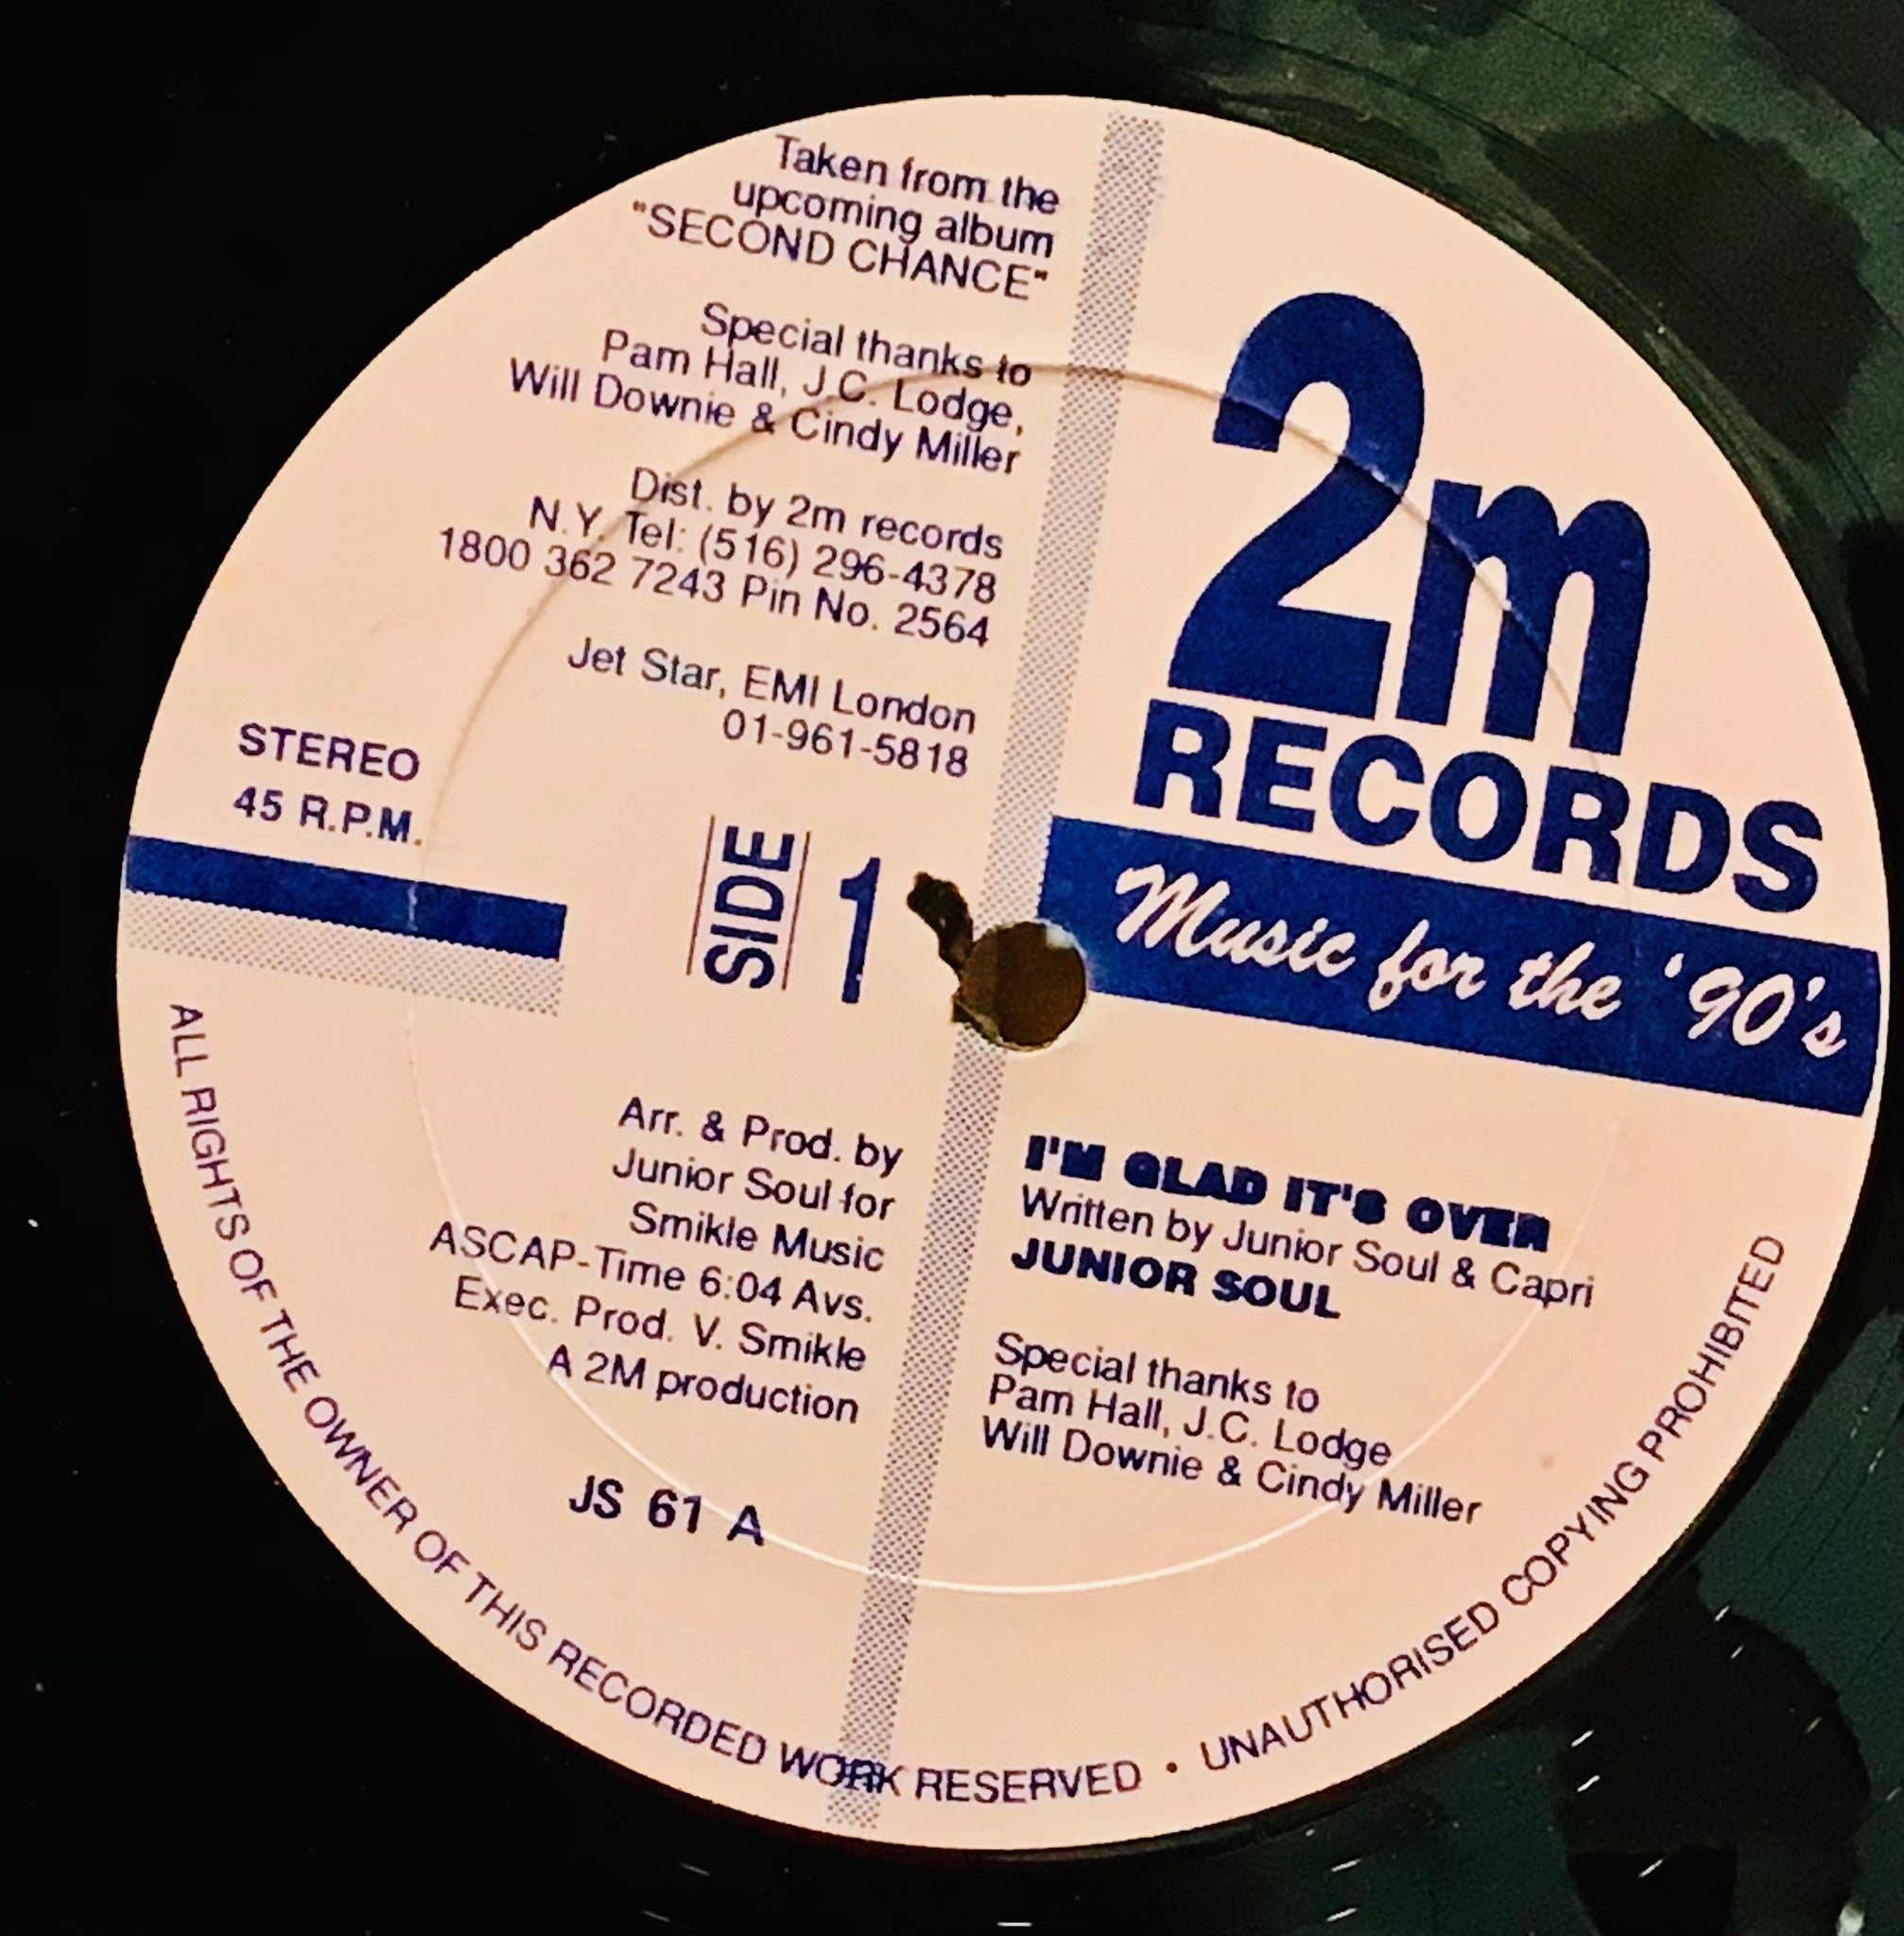 Taken from the
upcoming album
"SECOND CHANCE"
Special thanks to
Pam Hall, J.C. Lodge,
Will Downie & Cindy Miller
Dist. by 2m records
N.Y. Tel: (516) 296-4378
1800 362 7243 Pin No. 2564
Jet Star, EMI London
01-961-5818
STEREO
45 R.P.M.
SIDE 1
2m
RECORDS
Music for the '90's
Arr. & Prod. by
Junior Soul for
Smikle Music
ASCAP-Time 6:04 Avs.
Exec. Prod. V. Smikle
A 2M production
JS 61 A
I'M GLAD IT'S OVER
Written by Junior Soul & Capri
JUNIOR SOUL
Special thanks to
Pam Hall, J.C. Lodge
Will Downie & Cindy Miller
ALL RIGHTS OF THE OWNER OF THIS RECORDED WORK RESERVED • UNAUTHORISED COPYING PROHIBITED